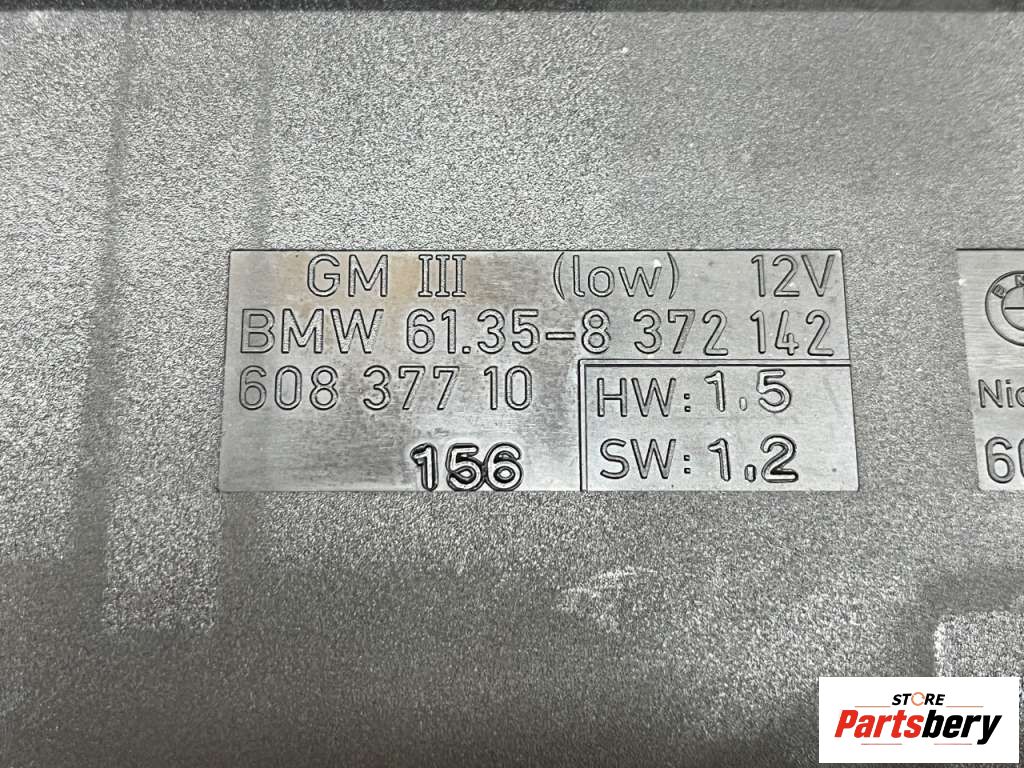 GM III (low) 12V
BMW 61.35-8 372 142
608 377 10
HW: 1.5
156
SW: 1.2
STORE
Partsbery